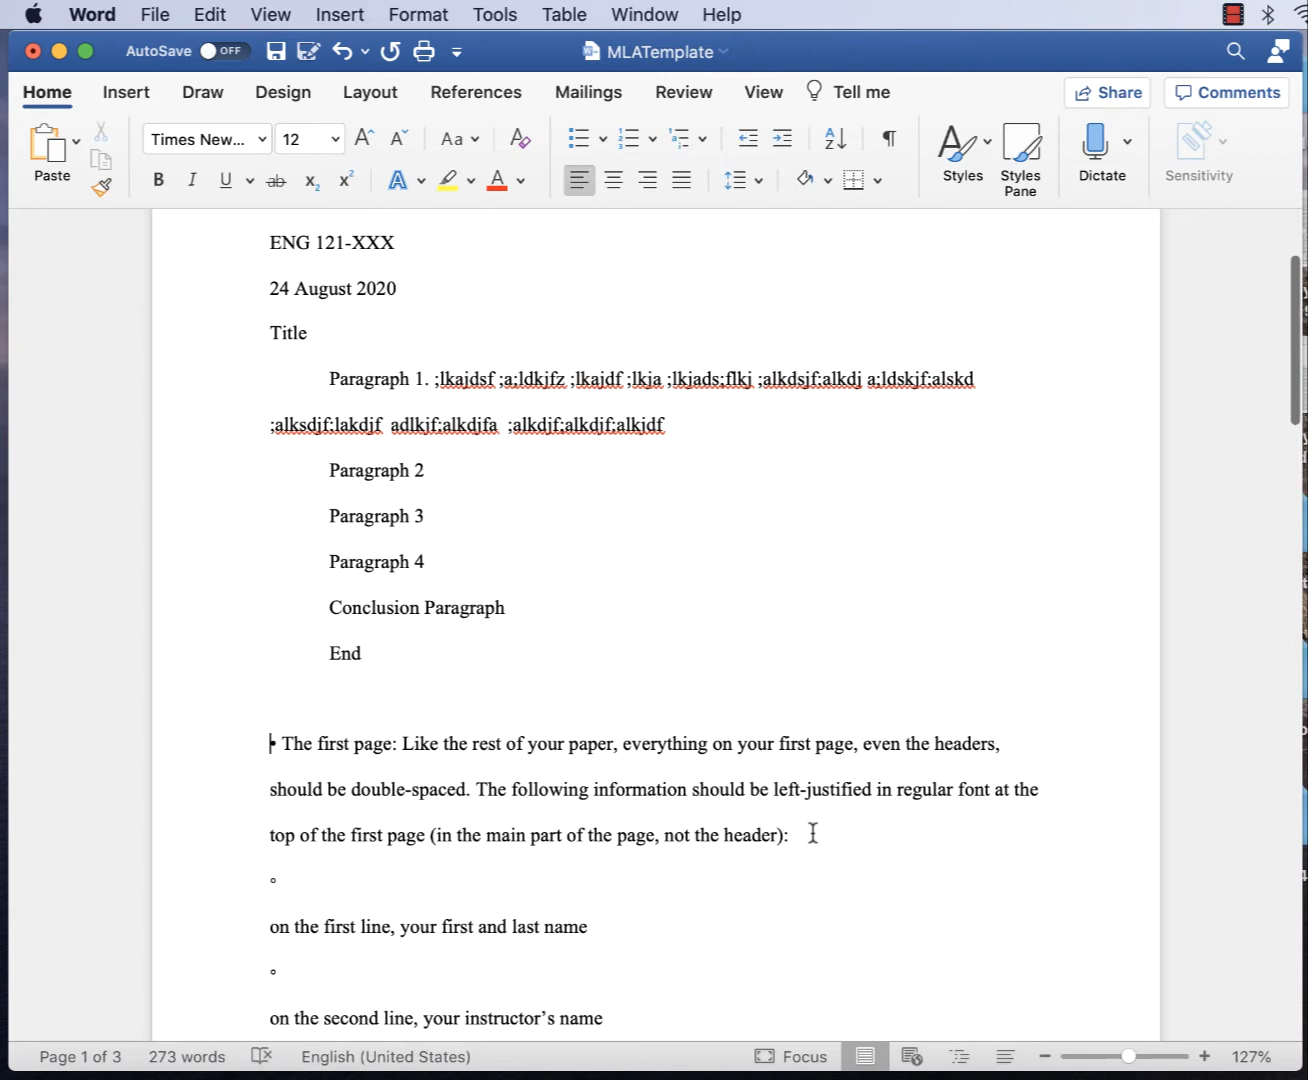 Word File Edit View Insert Format Tools Table Window Help
AutoSave OFF MLATemplate
Home Insert Draw Design Layout References Mailings Review View Tell me Share Comments
Paste Times New... 12 Aa Styles Styles Pane Dictate Sensitivity
ENG 121-XXX
24 August 2020
Title
Paragraph 1. ;lkajdsf ;a;ldkjfz ;lkajdf ;lkja ;lkjads;flkj ;alkdsjf;alkdj a;ldskjf;alskd
;alksdjf;lakdjf adlkjf;alkdjfa ;alkdjf;alkdjf;alkjdf
Paragraph 2
Paragraph 3
Paragraph 4
Conclusion Paragraph
End
• The first page: Like the rest of your paper, everything on your first page, even the headers,
should be double-spaced. The following information should be left-justified in regular font at the
top of the first page (in the main part of the page, not the header):
°
on the first line, your first and last name
°
on the second line, your instructor’s name
Page 1 of 3 273 words English (United States) Focus 127%